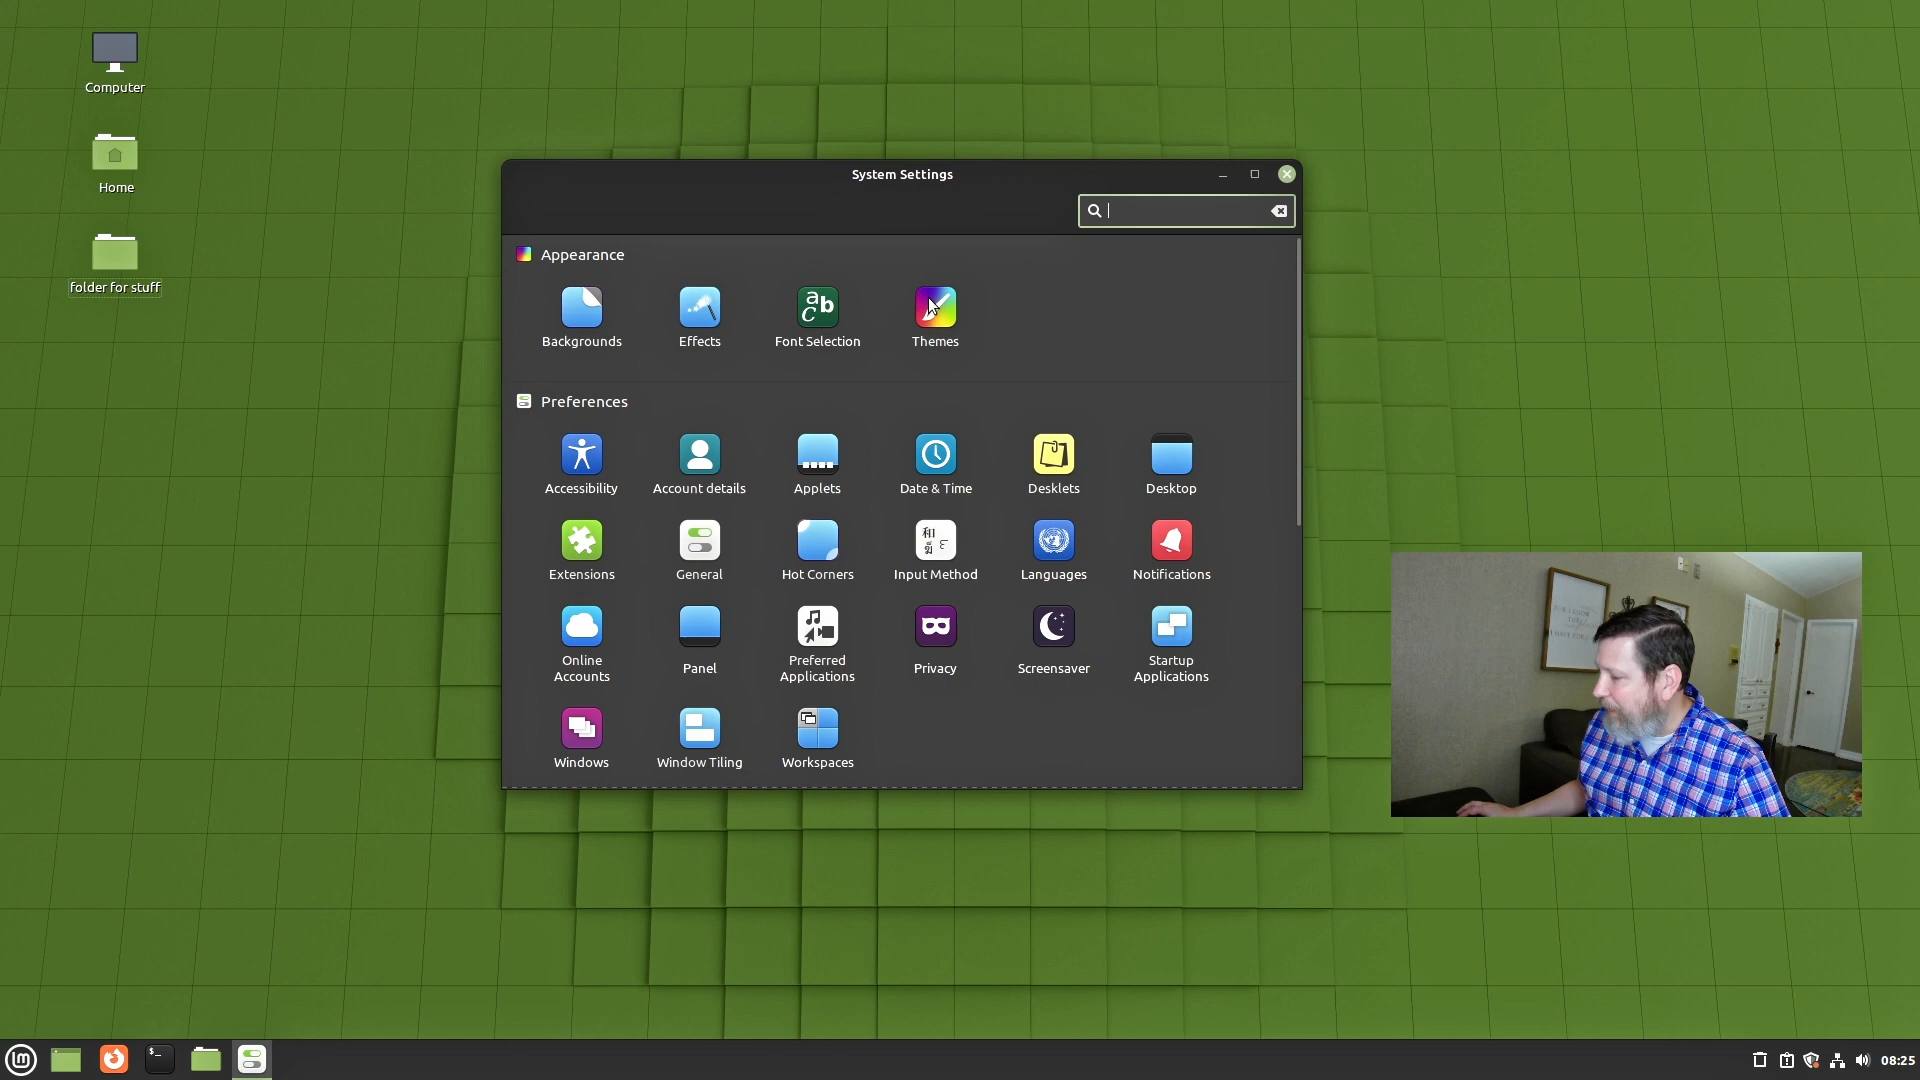 Computer
Home
folder for stuff
System Settings
Appearance
Backgrounds
Effects
Font Selection
Themes
Preferences
Accessibility
Account details
Applets
Date & Time
Desklets
Desktop
Extensions
General
Hot Corners
Input Method
Languages
Notifications
Online
Accounts
Panel
Preferred
Applications
Privacy
Screensaver
Startup
Applications
Windows
Window Tiling
Workspaces
08:25